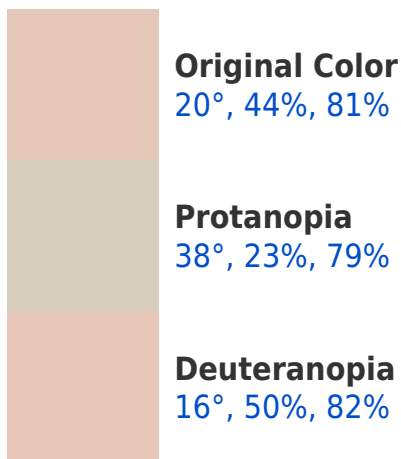 Original Color
20°, 44%, 81%
Protanopia
38°, 23%, 79%
Deuteranopia
16°, 50%, 82%